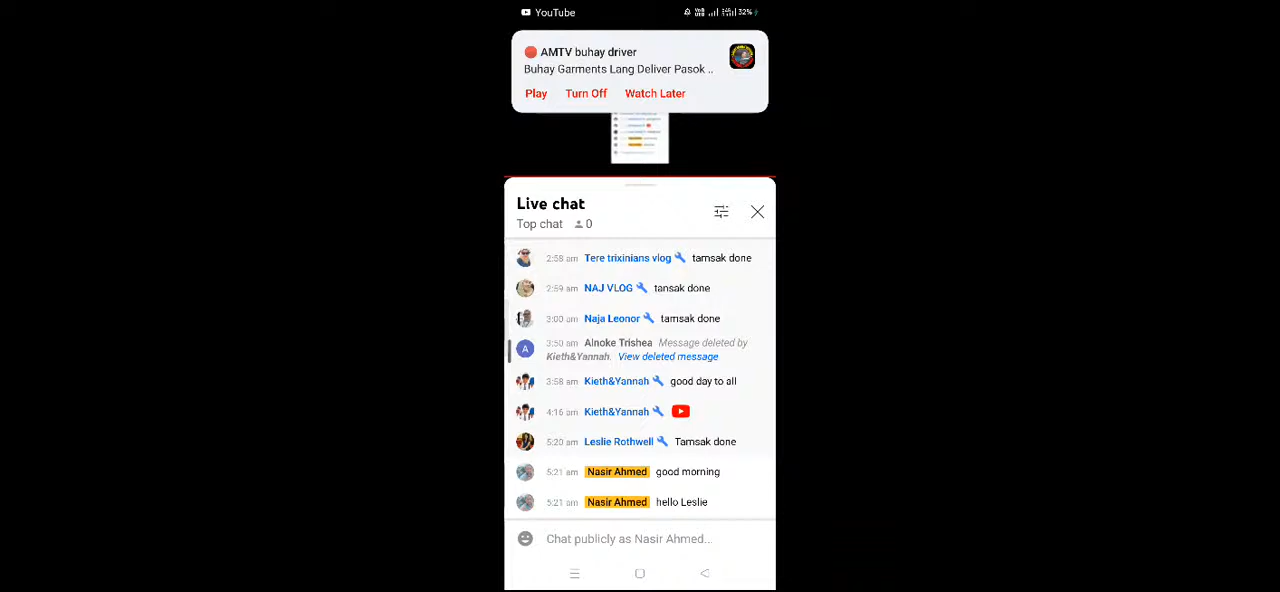 YouTube
32%
AMTV buhay driver
Buhay Garments Lang Deliver Pasok ..
Play Turn Off Watch Later
Live chat
Top chat 0
2:58 am Tere trixinians vlog tamsak done
2:59 am NAJ VLOG tansak done
3:00 am Naja Leonor tamsak done
A 3:50 am Alnoke Trishea Message deleted by
Kieth&Yannah. View deleted message
3:58 am Kieth&Yannah good day to all
4:16 am Kieth&Yannah
5:20 am Leslie Rothwell Tamsak done
5:21 am Nasir Ahmed good morning
5:21 am Nasir Ahmed hello Leslie
Chat publicly as Nasir Ahmed...